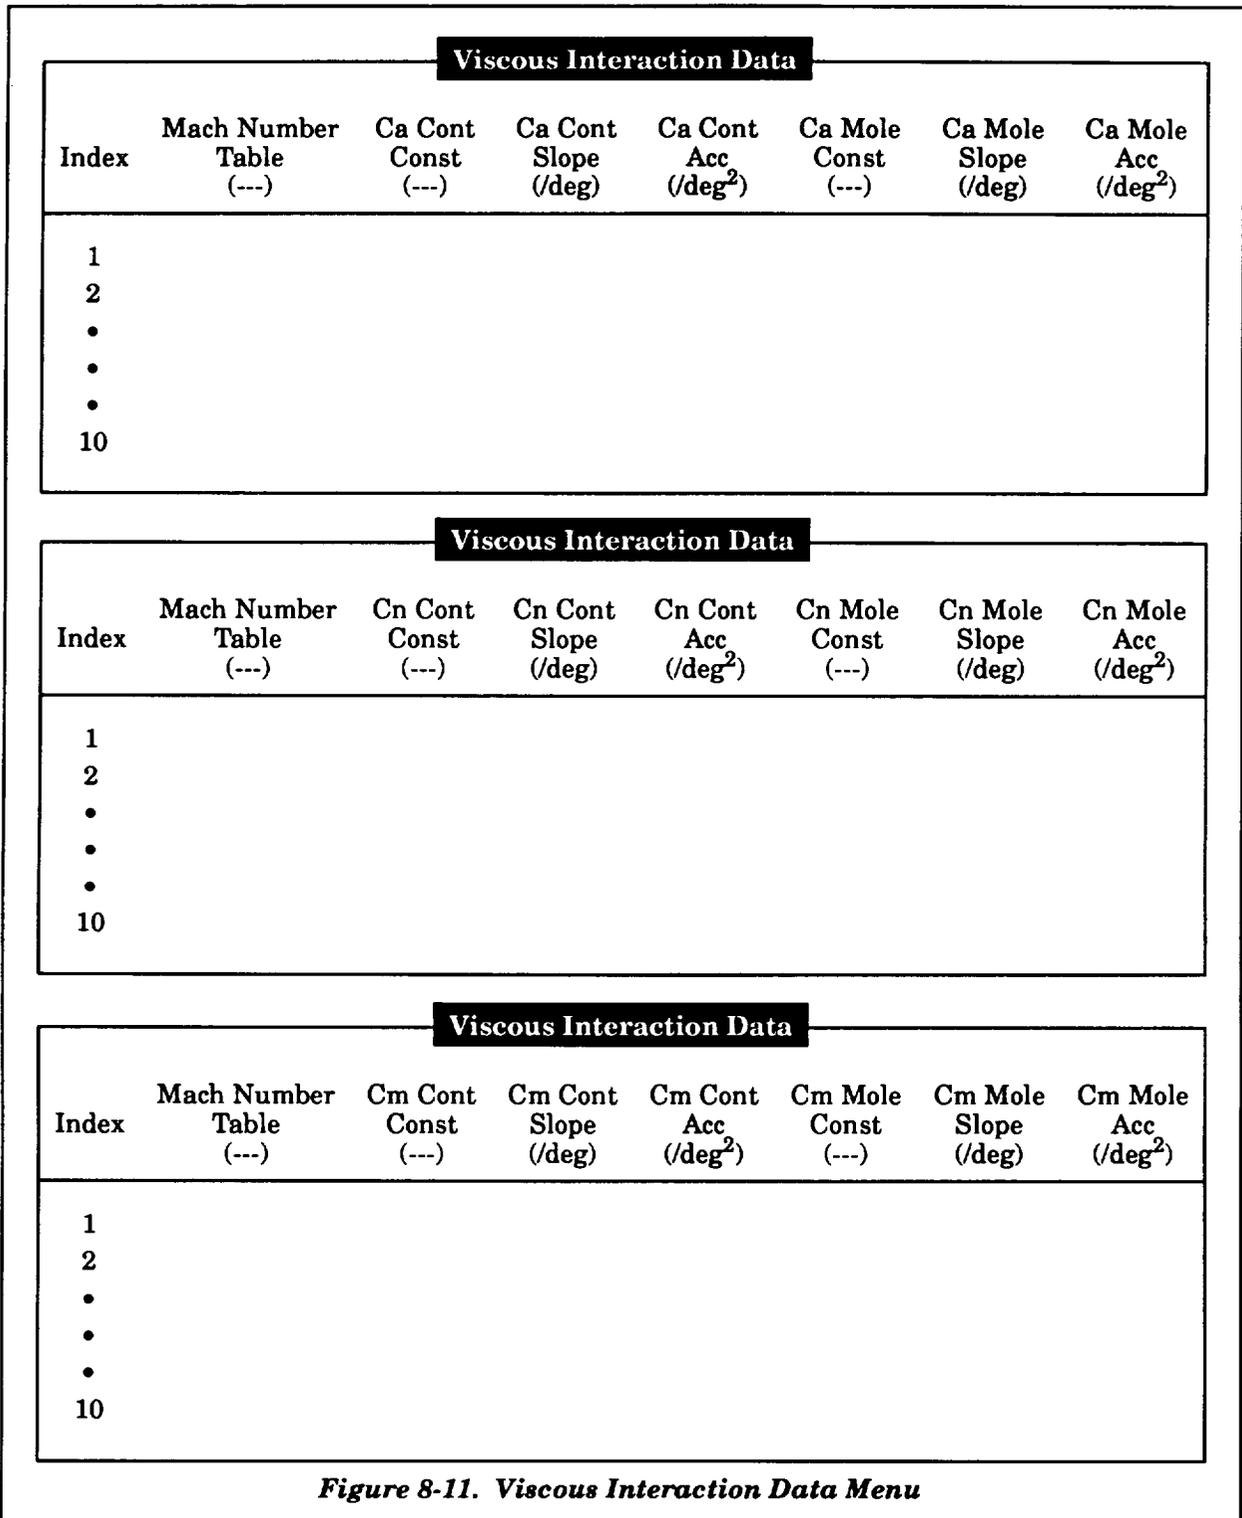 Viscous Interaction Data
Mach Number Ca Cont Ca Cont Ca Cont Ca Mole Ca Mole Ca Mole
Index Table Const Slope Acc Const Slope Acc
(---) (---) (/deg) (/deg²) (---) (/deg) (/deg²)
1
2
•
•
•
10
Viscous Interaction Data
Mach Number Cn Cont Cn Cont Cn Cont Cn Mole Cn Mole Cn Mole
Index Table Const Slope Acc Const Slope Acc
(---) (---) (/deg) (/deg²) (---) (/deg) (/deg²)
1
2
•
•
•
10
Viscous Interaction Data
Mach Number Cm Cont Cm Cont Cm Cont Cm Mole Cm Mole Cm Mole
Index Table Const Slope Acc Const Slope Acc
(---) (---) (/deg) (/deg²) (---) (/deg) (/deg²)
1
2
•
•
•
10
Figure 8-11. Viscous Interaction Data Menu